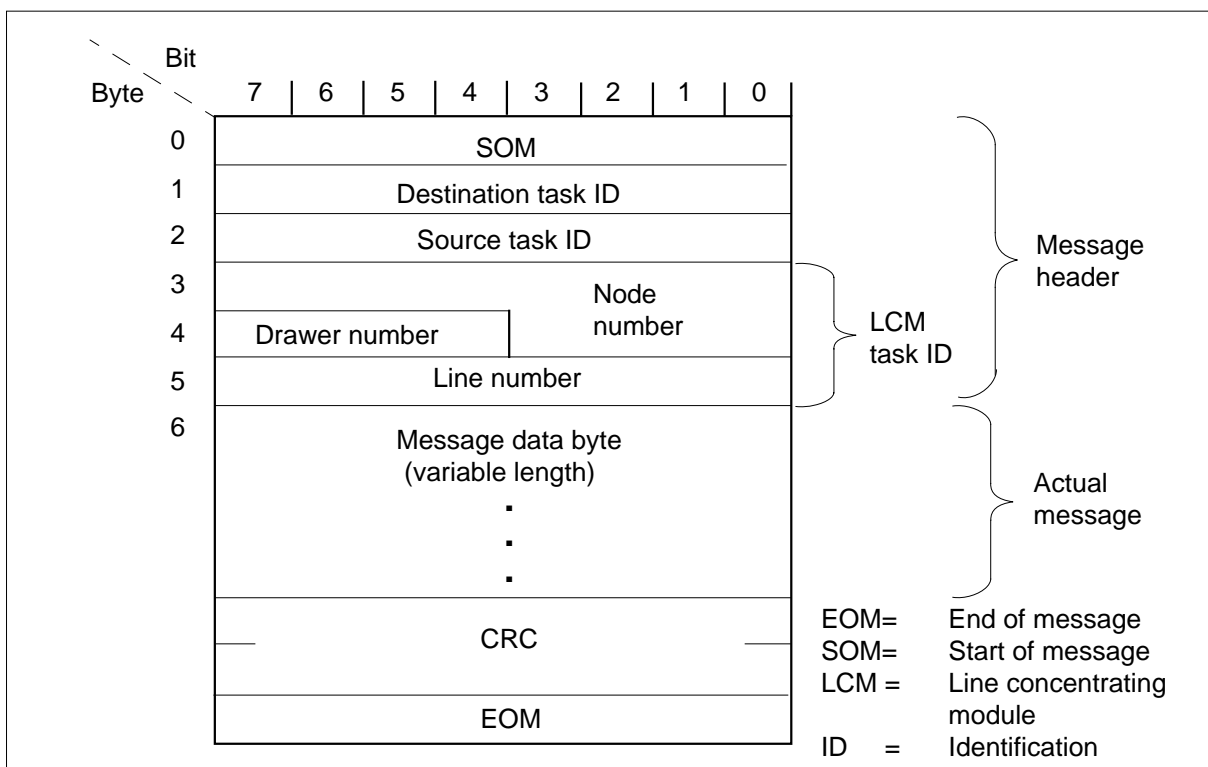 Bit
Byte
7 6 5 4 3 2 1 0
0
SOM
1
Destination task ID
2
Source task ID
3
Node
number
4
Drawer number
5
Line number
6
Message data byte
(variable length)
.
.
.
CRC
EOM
LCM
task ID
Message
header
Actual
message
EOM= End of message
SOM= Start of message
LCM = Line concentrating
module
ID = Identification